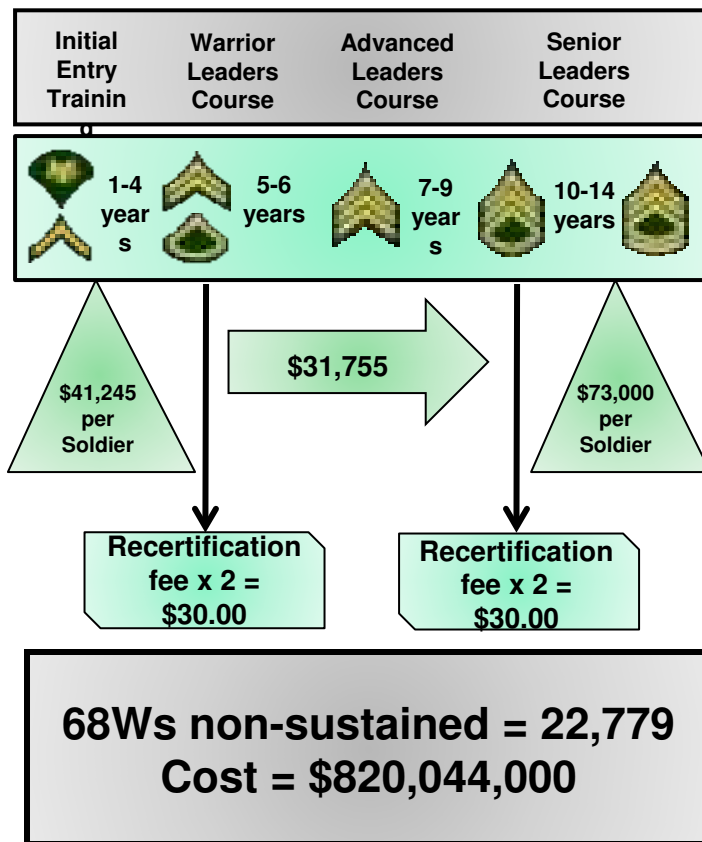 Initial
Entry
Trainin
g
Warrior
Leaders
Course
Advanced
Leaders
Course
Senior
Leaders
Course
1-4
year
s
5-6
years
7-9
year
s
10-14
years
$41,245
per
Soldier
$31,755
$73,000
per
Soldier
Recertification
fee x 2 =
$30.00
Recertification
fee x 2 =
$30.00
68Ws non-sustained = 22,779
Cost = $820,044,000